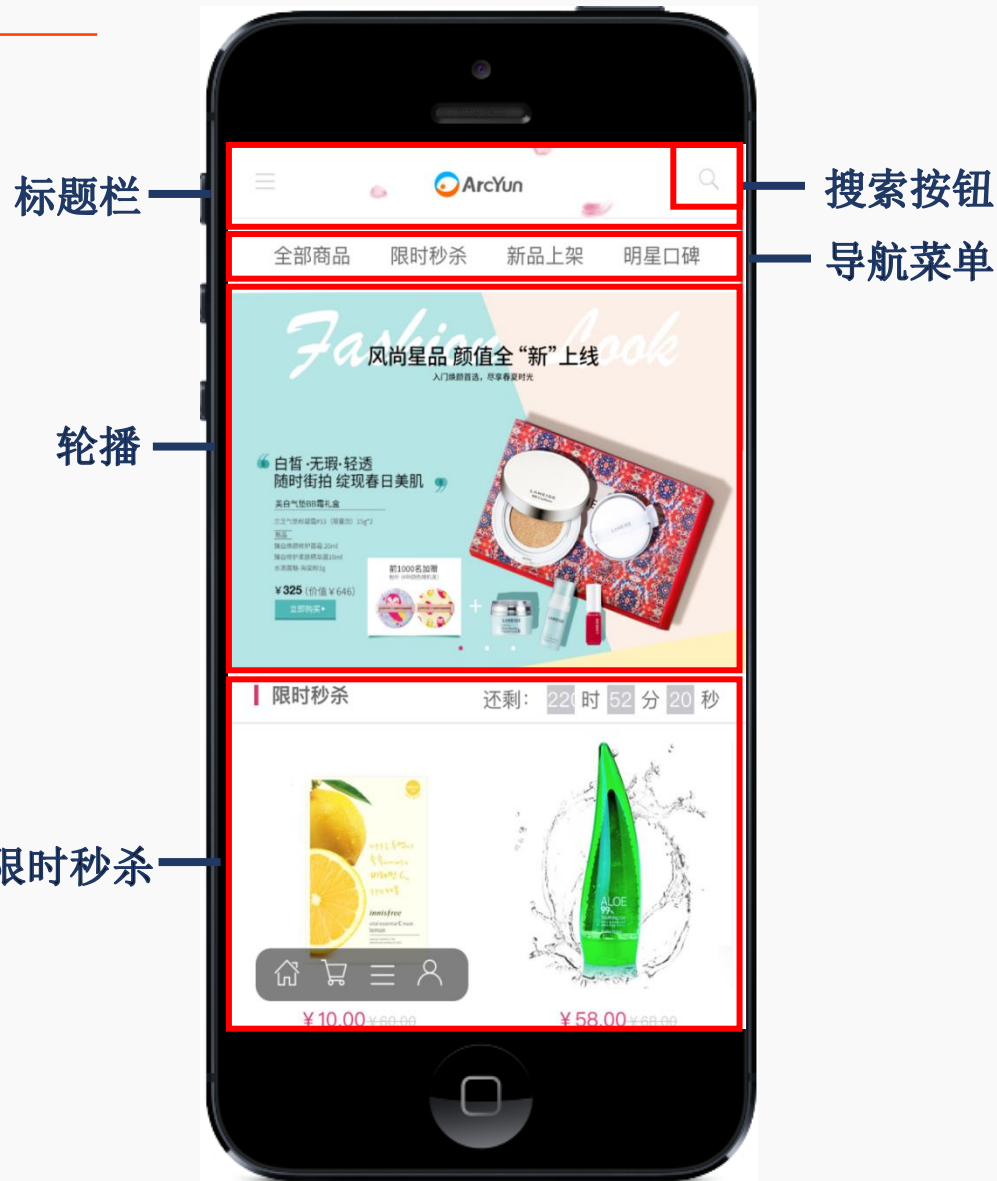 标题栏
搜索按钮
导航菜单
轮播
限时秒杀
ArcYun
全部商品 限时秒杀 新品上架 明星口碑
Fashion Look
风尚星品 颜值全“新”上线
入门焕颜首选，尽享春夏时光
白皙·无瑕·轻透
随时街拍 绽现春日美肌
美白气垫BB霜礼盒
前1000名加赠
¥325 (价值¥646)
立即购买
LANEIGE
限时秒杀 还剩： 220 时 52 分 20 秒
innisfree
lemon
ALOE
99%
¥10.00 ¥60.00
¥58.00 ¥68.00